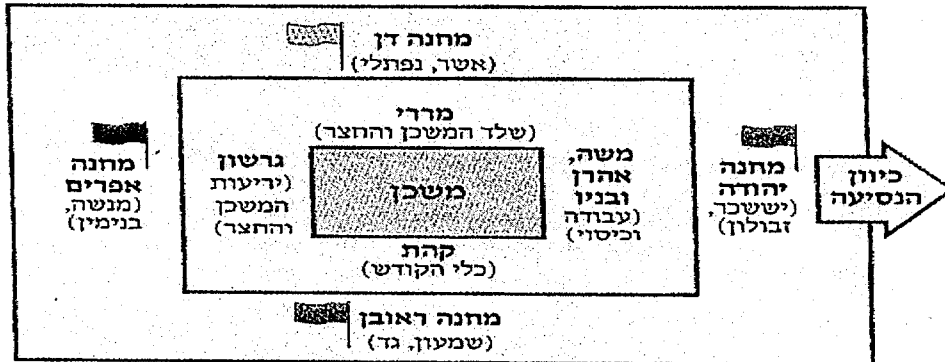 מחנה דן
(אשר, נפתלי)
מררי
(שלד המשכן והחצר)
כיוון
הנסיעה
מחנה
יהודה
(יששכר,
זבולון)
משה,
אהרן
ובניו
(עבודה
וכיסוי)
משכן
גרשון
(יריעות
המשכן
והחצר)
מחנה
אפרים
(מנשה,
בנימין)
קהת
(כלי הקודש)
מחנה ראובן
(שמעון, גד)